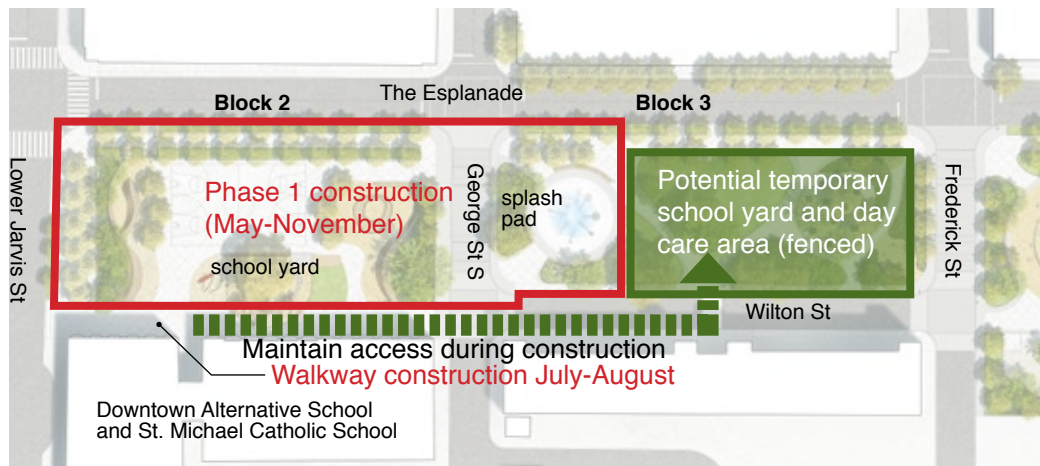 The Esplanade
Block 2
Block 3
Lower Jarvis St
Phase 1 construction
(May-November)
school yard
George St S
splash
pad
Potential temporary
school yard and day
care area (fenced)
Frederick St
Wilton St
Maintain access during construction
Walkway construction July-August
Downtown Alternative School
and St. Michael Catholic School